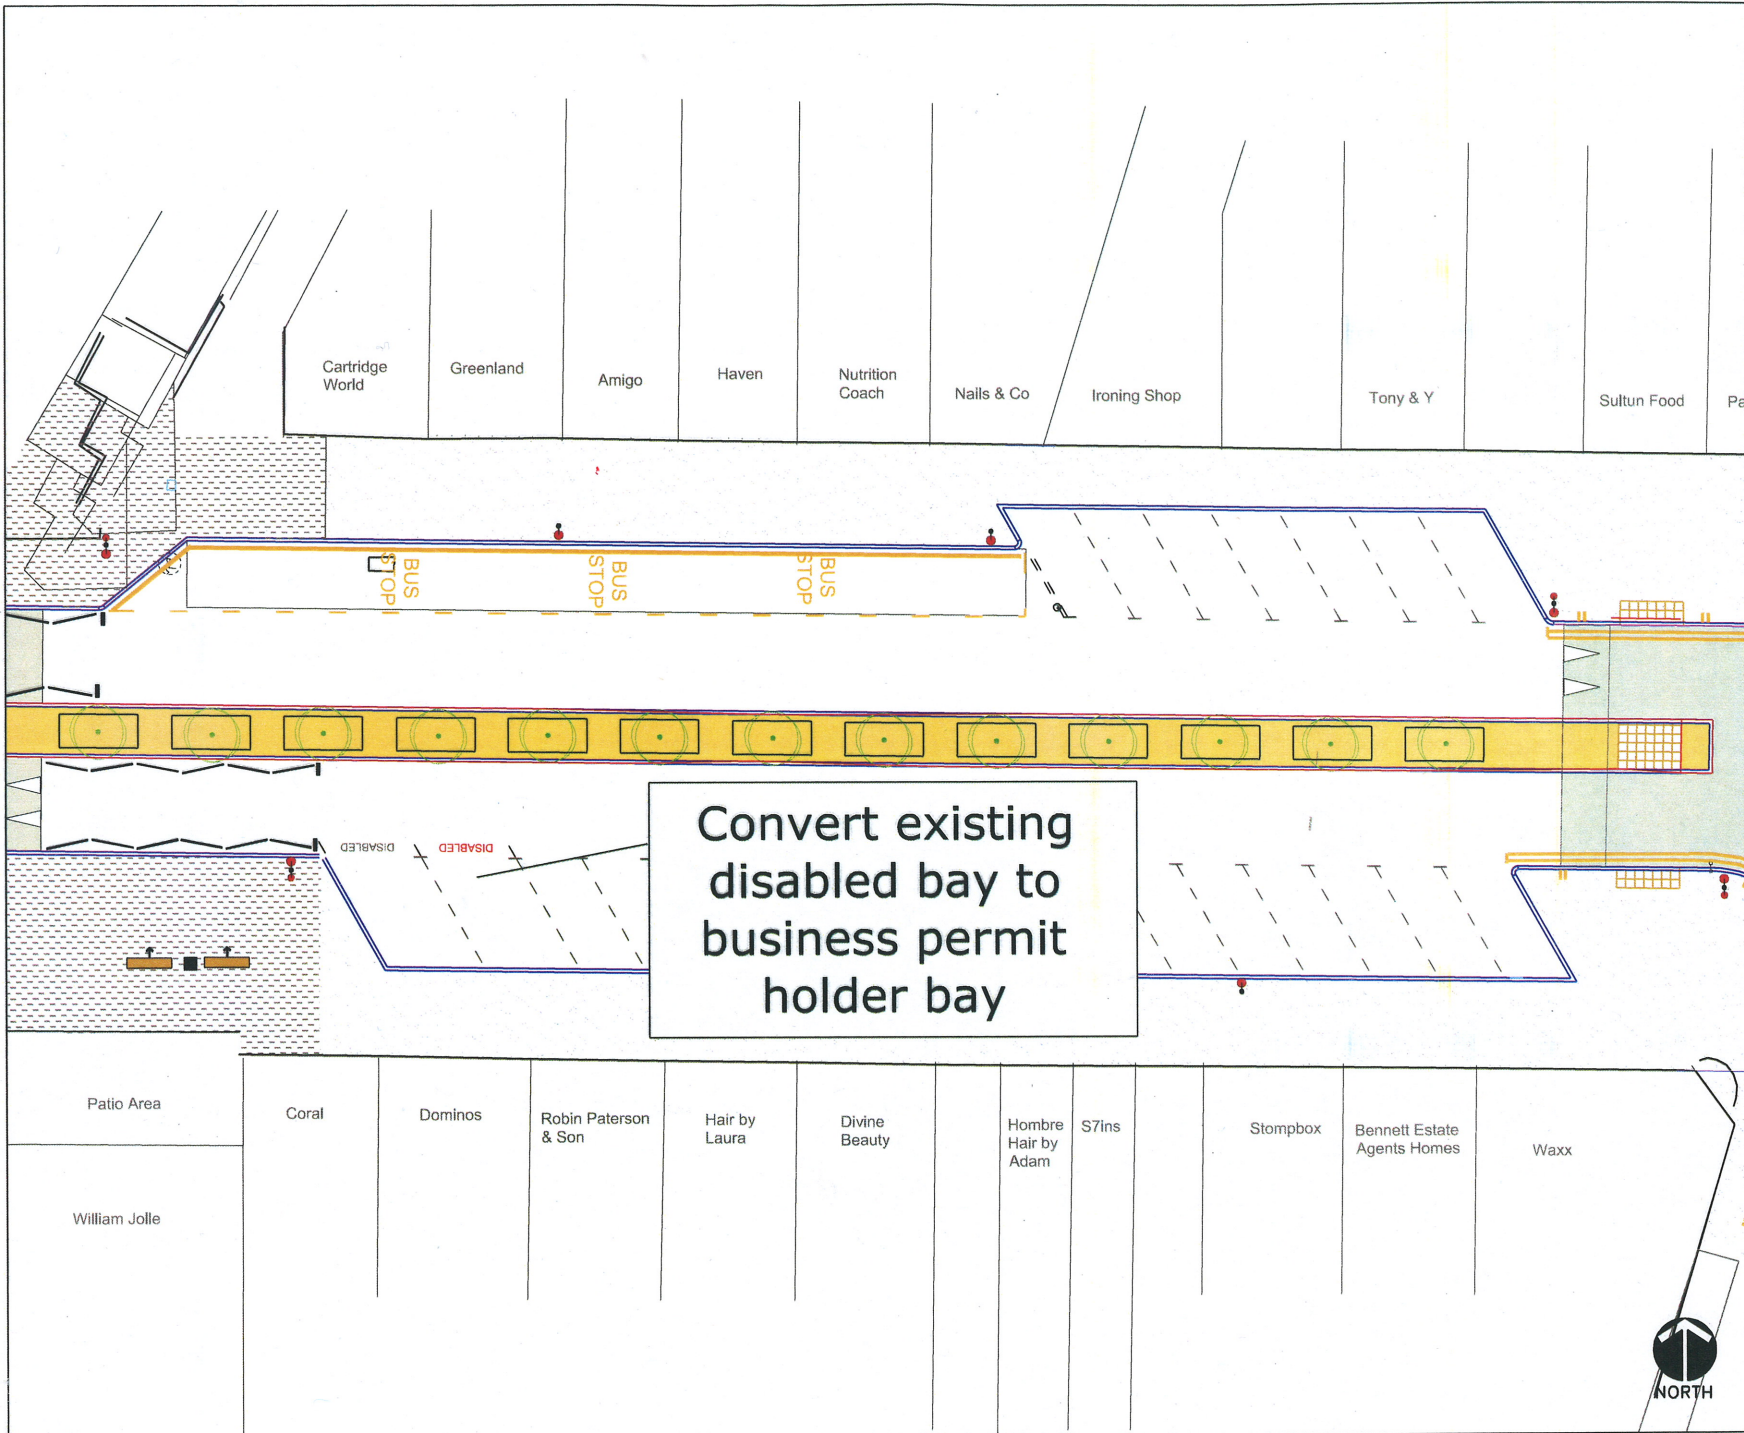 Cartridge
World
Greenland
Amigo
Haven
Nutrition
Coach
Nails & Co
Ironing Shop
Tony & Y
Sultun Food
Pa
BUS
STOP
BUS
STOP
BUS
STOP
DISABLED
DISABLED
Convert existing
disabled bay to
business permit
holder bay
Patio Area
William Jolle
Coral
Dominos
Robin Paterson
& Son
Hair by
Laura
Divine
Beauty
Hombre
Hair by
Adam
S7ins
Stompbox
Bennett Estate
Agents Homes
Waxx
NORTH